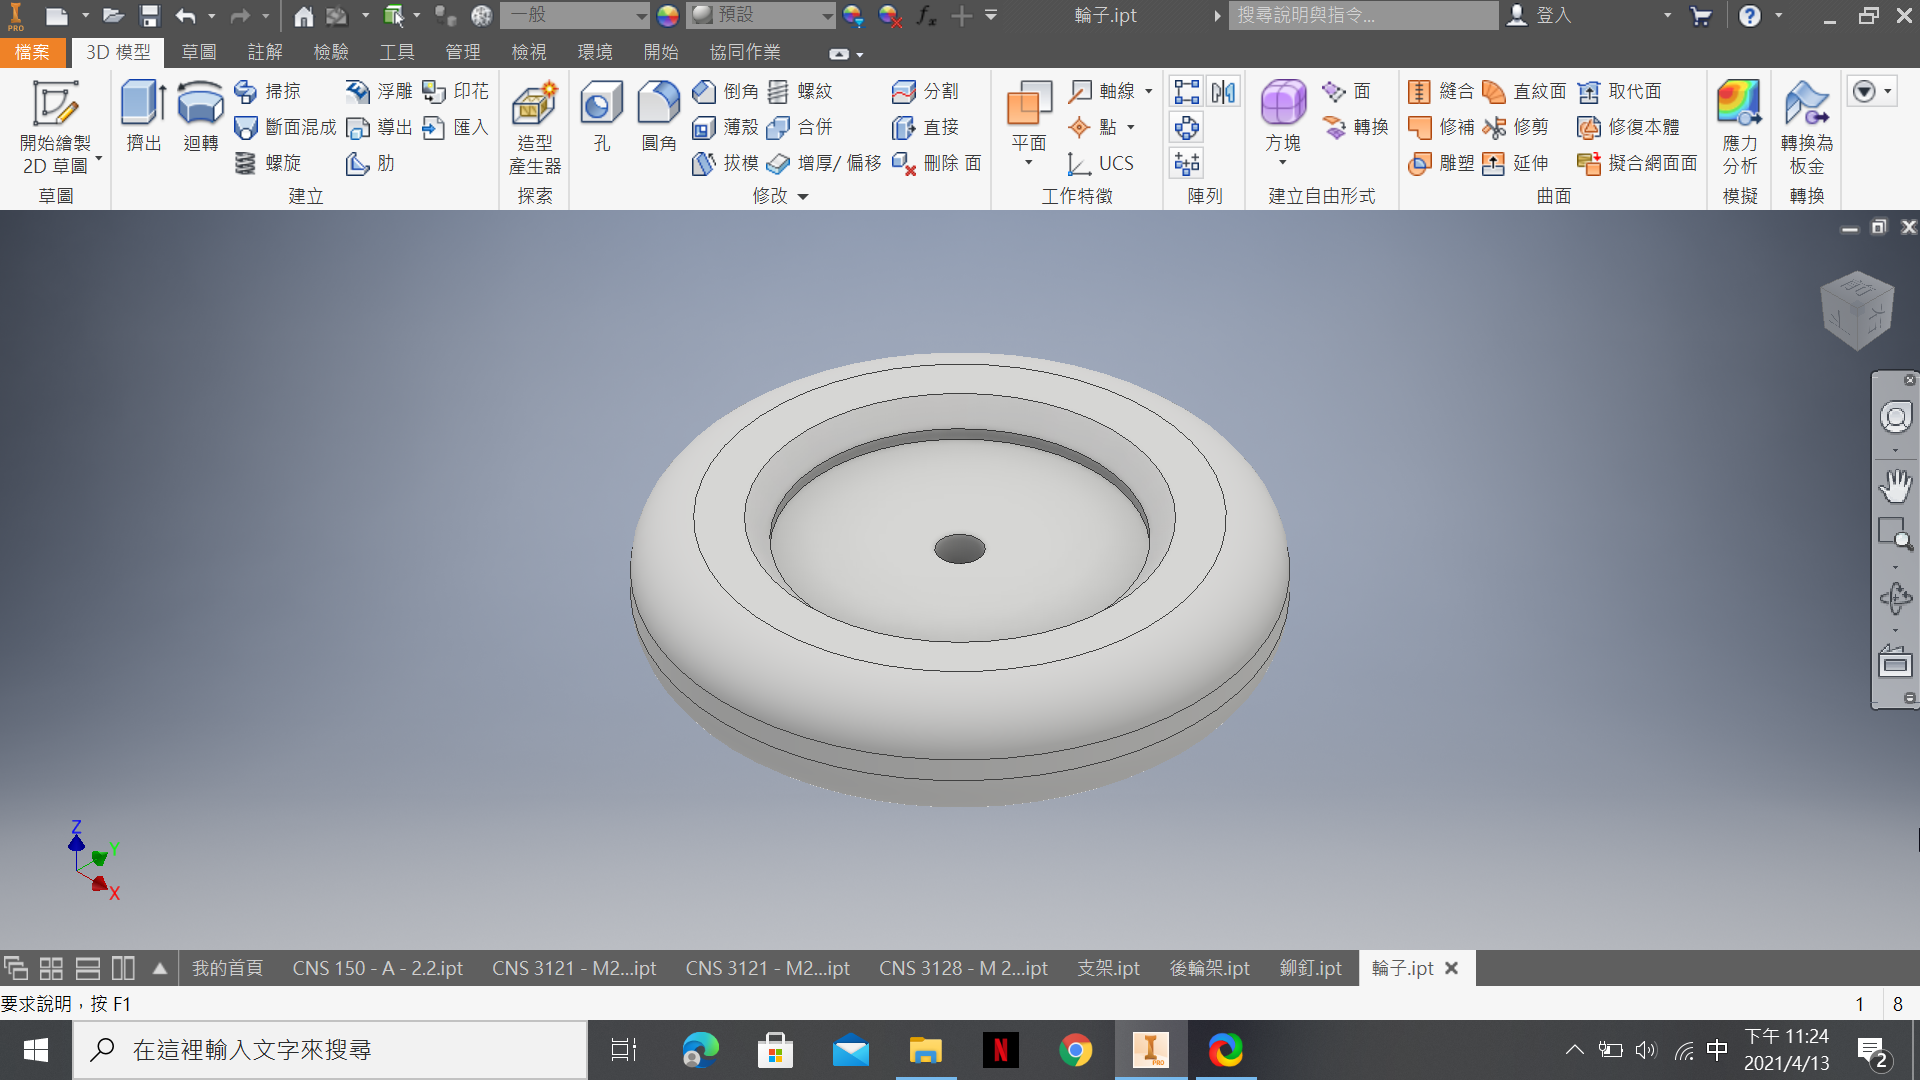 PRO
一般
預設
輪子.ipt
搜尋說明與指令...
登入
檔案
3D 模型
草圖
註解
檢驗
工具
管理
檢視
環境
開始
協同作業
開始繪製
2D 草圖
草圖
擠出
迴轉
掃掠
斷面混成
螺旋
浮雕
導出
肋
印花
匯入
建立
造型
產生器
探索
孔
圓角
倒角
薄殼
拔模
螺紋
合併
增厚/ 偏移
分割
直接
刪除 面
修改
平面
軸線
點
UCS
工作特徵
陣列
方塊
面
轉換
建立自由形式
縫合
修補
雕塑
直紋面
修剪
延伸
取代面
修復本體
擬合網面面
曲面
應力
分析
模擬
轉換為
板金
轉換
Z
Y
X
我的首頁
CNS 150 - A - 2.2.ipt
CNS 3121 - M2...ipt
CNS 3121 - M2...ipt
CNS 3128 - M 2...ipt
支架.ipt
後輪架.ipt
鉚釘.ipt
輪子.ipt
要求說明，按 F1
1
8
在這裡輸入文字來搜尋
中
下午 11:24
2021/4/13
2